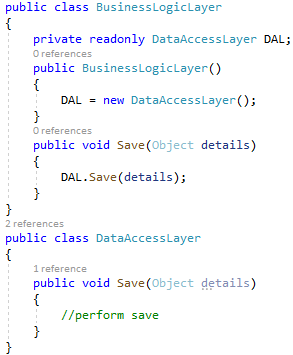 public class BusinessLogicLayer
{
    private readonly DataAccessLayer DAL;
    0 references
    public BusinessLogicLayer()
    {
        DAL = new DataAccessLayer();
    }
    0 references
    public void Save(Object details)
    {
        DAL.Save(details);
    }
}
2 references
public class DataAccessLayer
{
    1 reference
    public void Save(Object details)
    {
        //perform save
    }
}